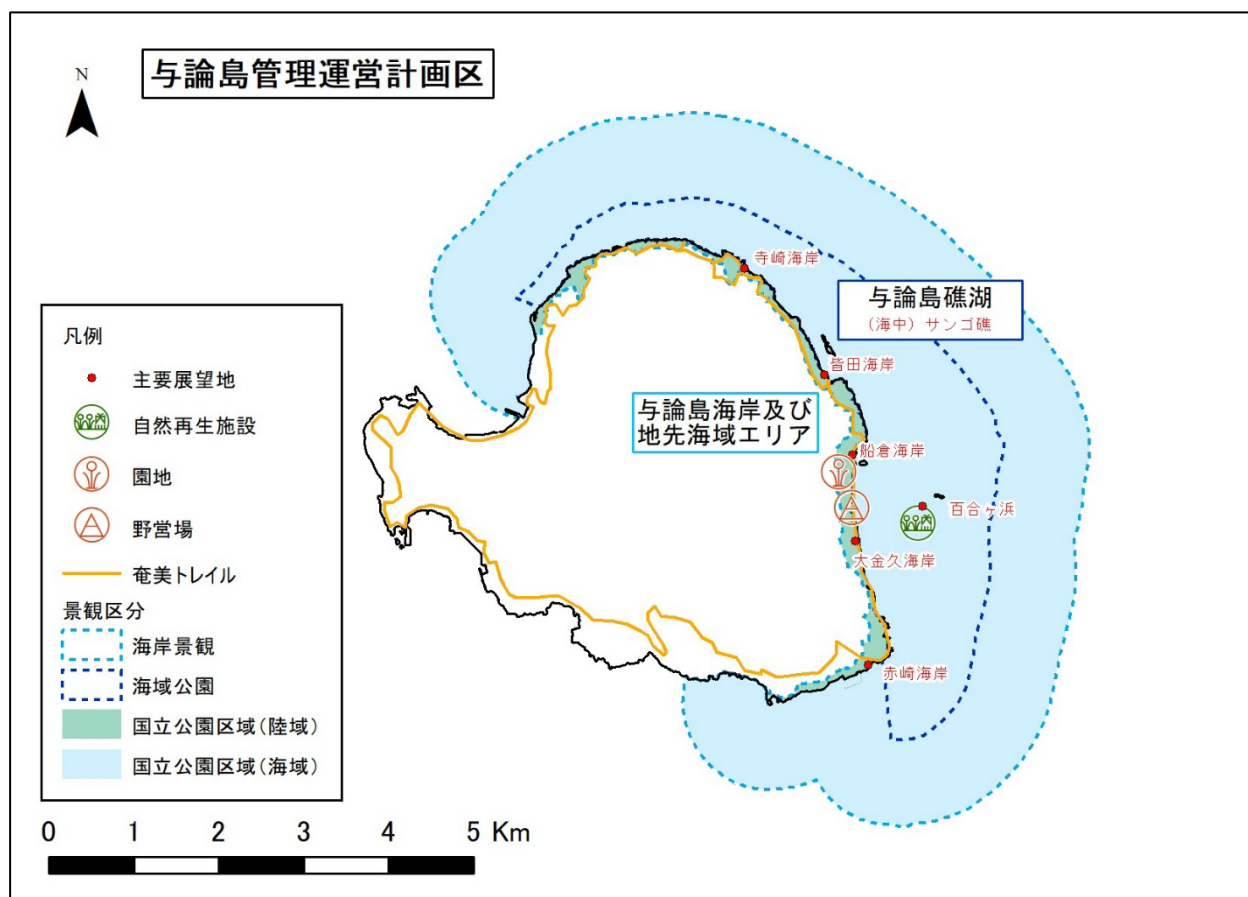 与論島管理運営計画区
N
寺崎海岸
与論島礁湖
(海中) サンゴ礁
皆田海岸
与論島海岸及び
地先海域エリア
船倉海岸
百合ヶ浜
大金久海岸
赤崎海岸
凡例
主要展望地
自然再生施設
園地
野営場
奄美トレイル
景観区分
海岸景観
海域公園
国立公園区域(陸域)
国立公園区域(海域)
0 1 2 3 4 5 Km